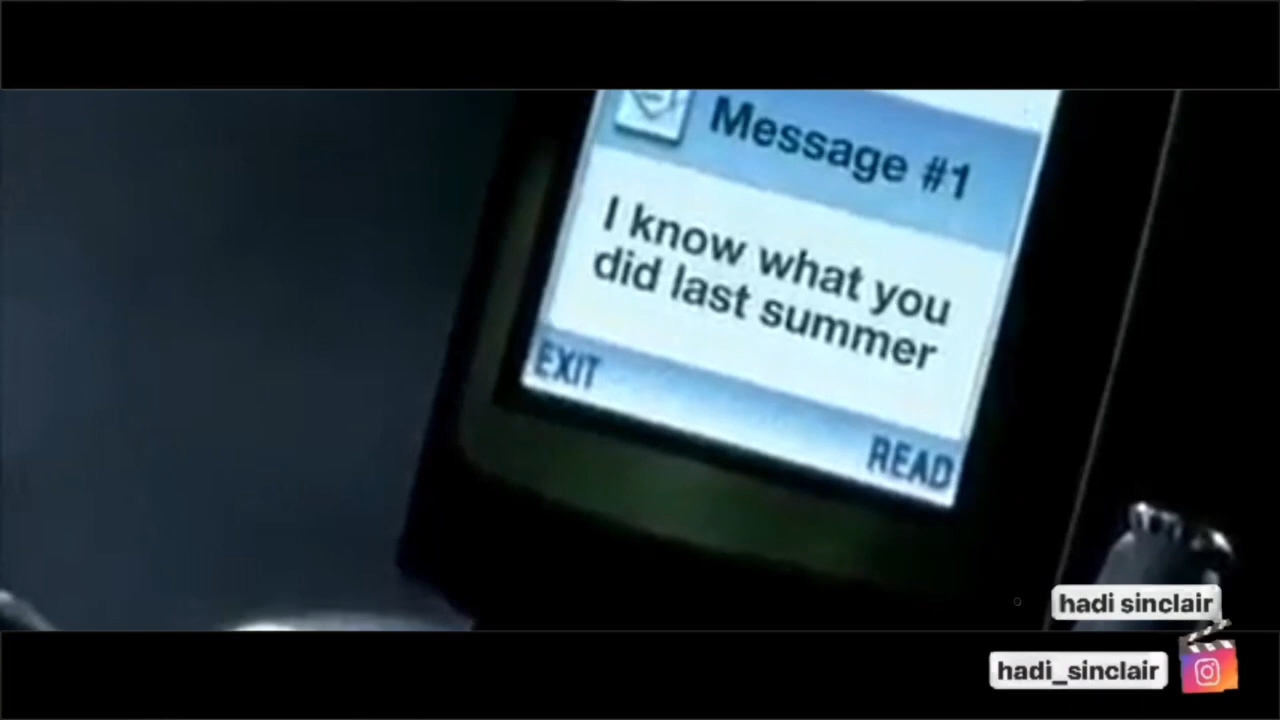 Message #1
I know what you
did last summer
EXIT
READ
hadi sinclair
hadi_sinclair